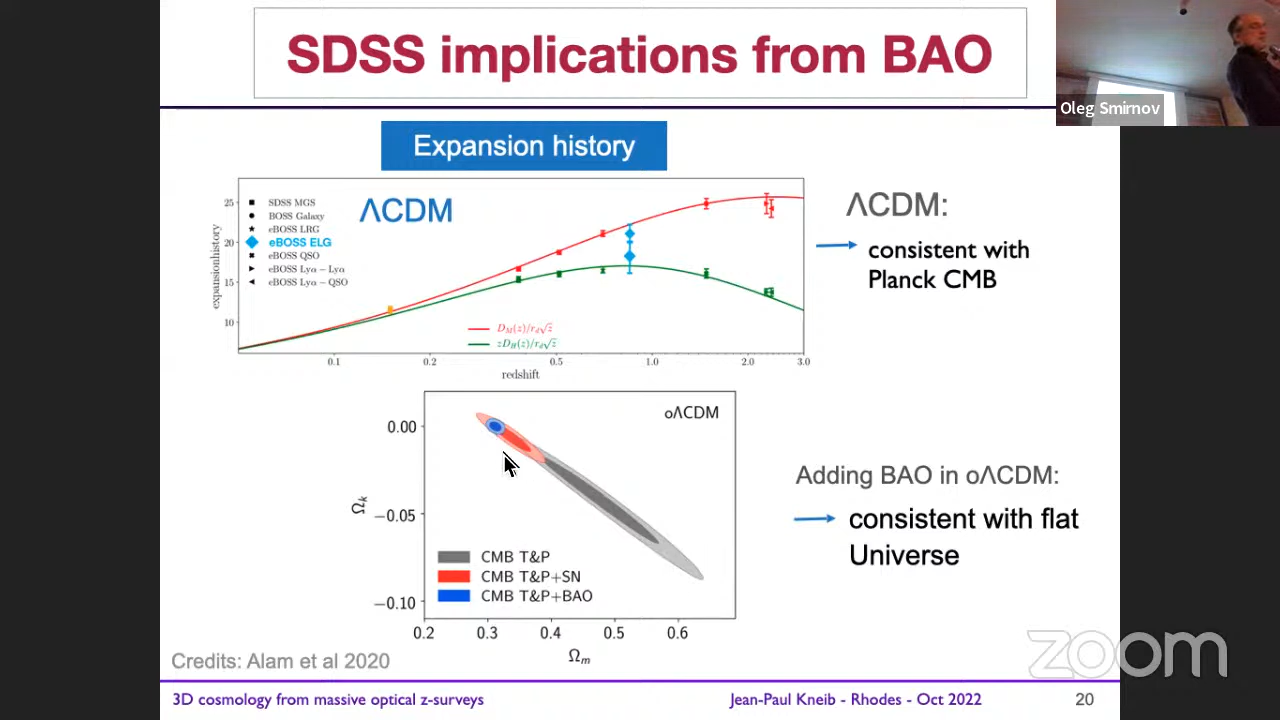 SDSS implications from BAO
Oleg Smirnov
Expansion history
ΛCDM
SDSS MGS
BOSS Galaxy
eBOSS LRG
eBOSS ELG
eBOSS QSO
eBOSS Lyα − Lyα
eBOSS Lyα − QSO
expansionhistory
25
20
15
10
D_M(z)/r_d√z
zD_H(z)/r_d√z
0.1 0.2 0.5 1.0 2.0 3.0
redshift
ΛCDM:
consistent with
Planck CMB
oΛCDM
0.00
−0.05
−0.10
Ω_k
CMB T&P
CMB T&P+SN
CMB T&P+BAO
0.2 0.3 0.4 0.5 0.6
Ω_m
Adding BAO in oΛCDM:
consistent with flat
Universe
zoom
Credits: Alam et al 2020
3D cosmology from massive optical z-surveys Jean-Paul Kneib - Rhodes - Oct 2022 20